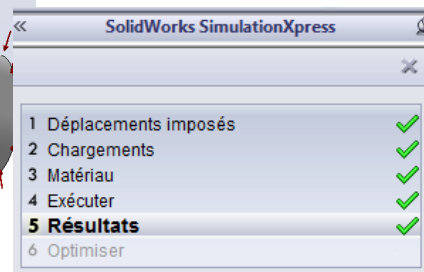 SolidWorks SimulationXpress
1 Déplacements imposés
2 Chargements
3 Matériau
4 Exécuter
5 Résultats
6 Optimiser